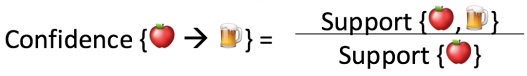 Confidence {🍎 → 🍺} = 
Support {🍎, 🍺}
Support {🍎}